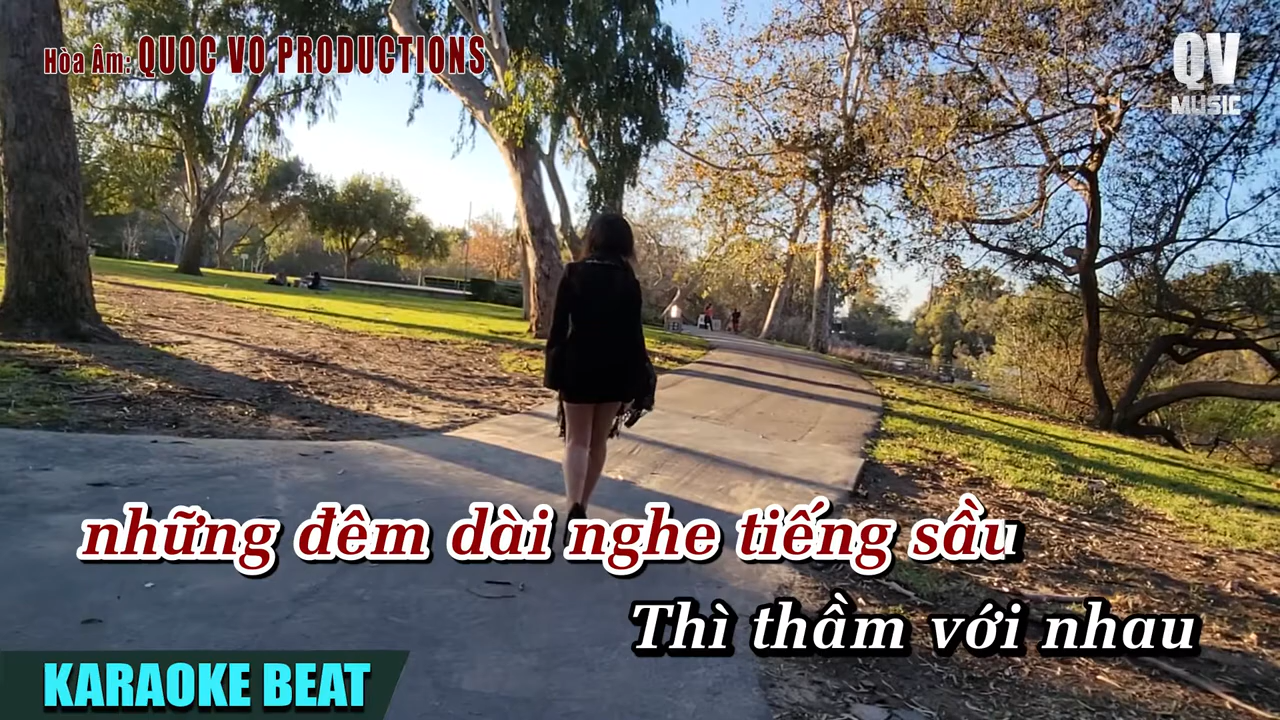 Hòa Âm: QUOC VO PRODUCTIONS
QV
MUSIC
những đêm dài nghe tiếng sầu
Thì thầm với nhau
KARAOKE BEAT